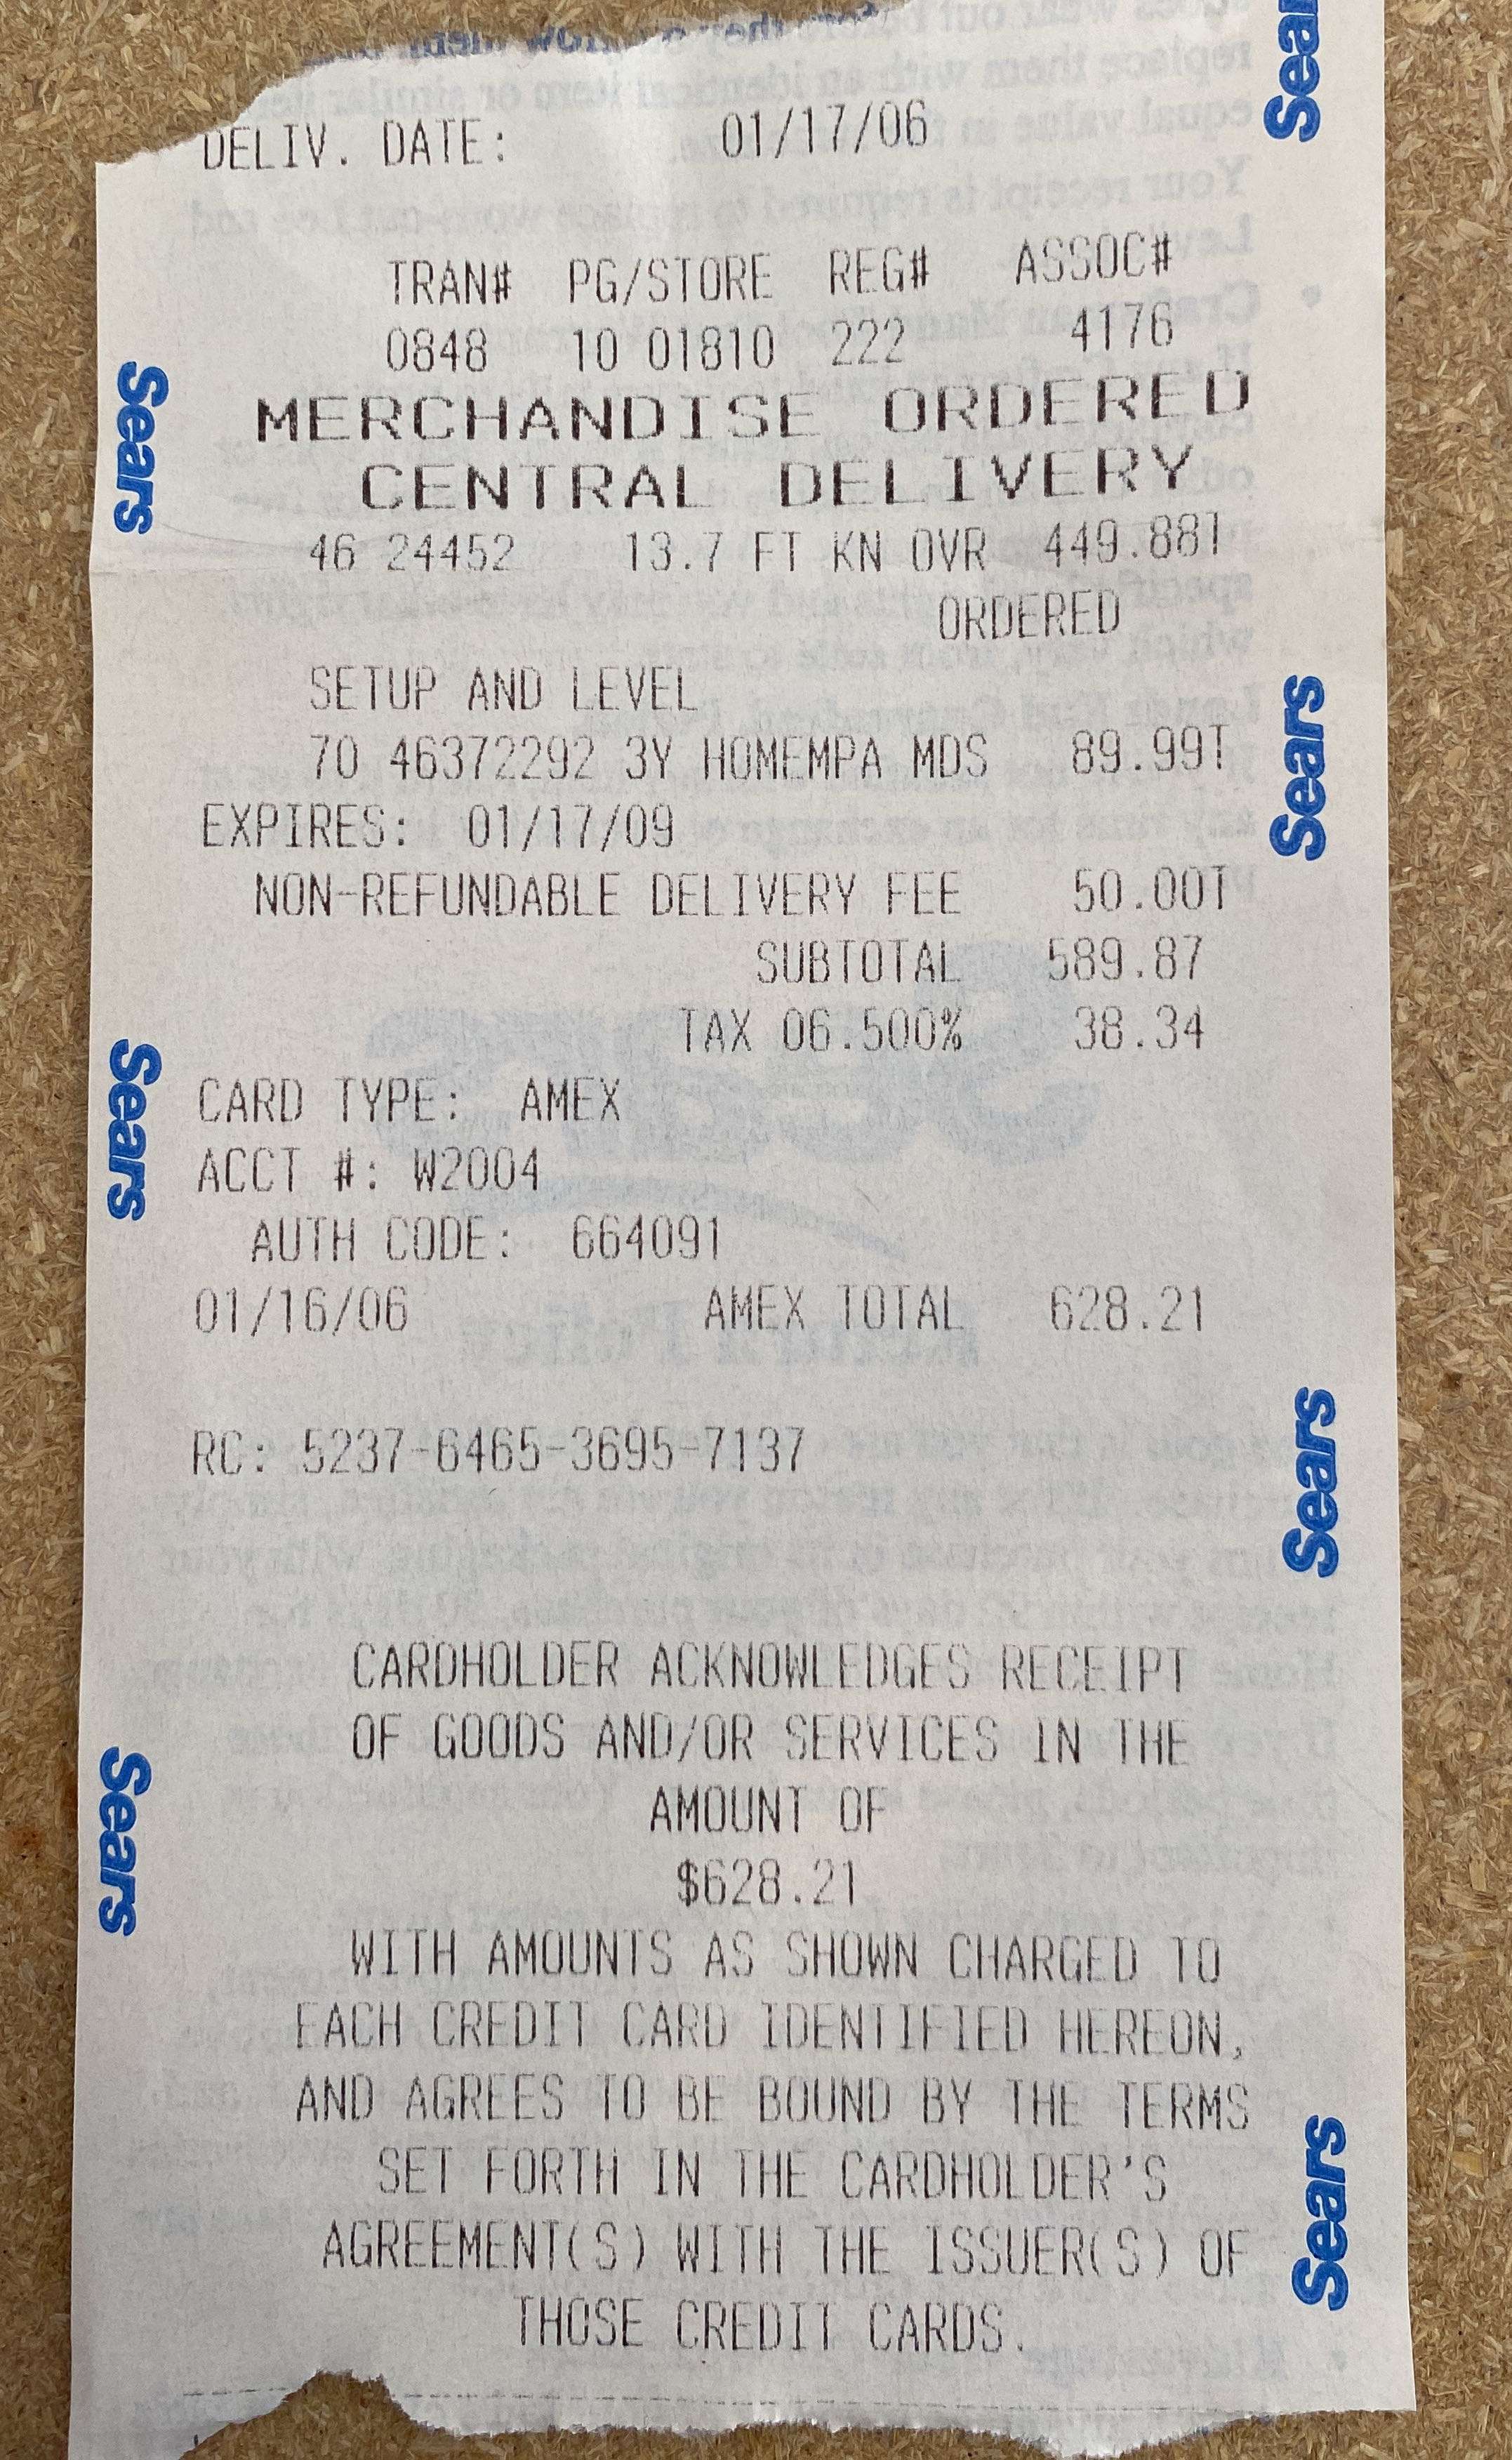 DELIV. DATE: 01/17/06
TRAN# PG/STORE REG# ASSOC#
0848 10 01810 222 4176
MERCHANDISE ORDERED
CENTRAL DELIVERY
46 24452 13.7 FT KN OVR 449.88T
ORDERED
SETUP AND LEVEL
70 46372292 3Y HOMEMPA MDS 89.99T
EXPIRES: 01/17/09
NON-REFUNDABLE DELIVERY FEE 50.00T
SUBTOTAL 589.87
TAX 06.500% 38.34
CARD TYPE: AMEX
ACCT #: W2004
AUTH CODE: 664091
01/16/06 AMEX TOTAL 628.21
RC: 5237-6465-3695-7137
CARDHOLDER ACKNOWLEDGES RECEIPT
OF GOODS AND/OR SERVICES IN THE
AMOUNT OF
$628.21
WITH AMOUNTS AS SHOWN CHARGED TO
EACH CREDIT CARD IDENTIFIED HEREON,
AND AGREES TO BE BOUND BY THE TERMS
SET FORTH IN THE CARDHOLDER'S
AGREEMENT(S) WITH THE ISSUER(S) OF
THOSE CREDIT CARDS.
Sears
Sears
Sears
Sears
Sears
Sears
Sears